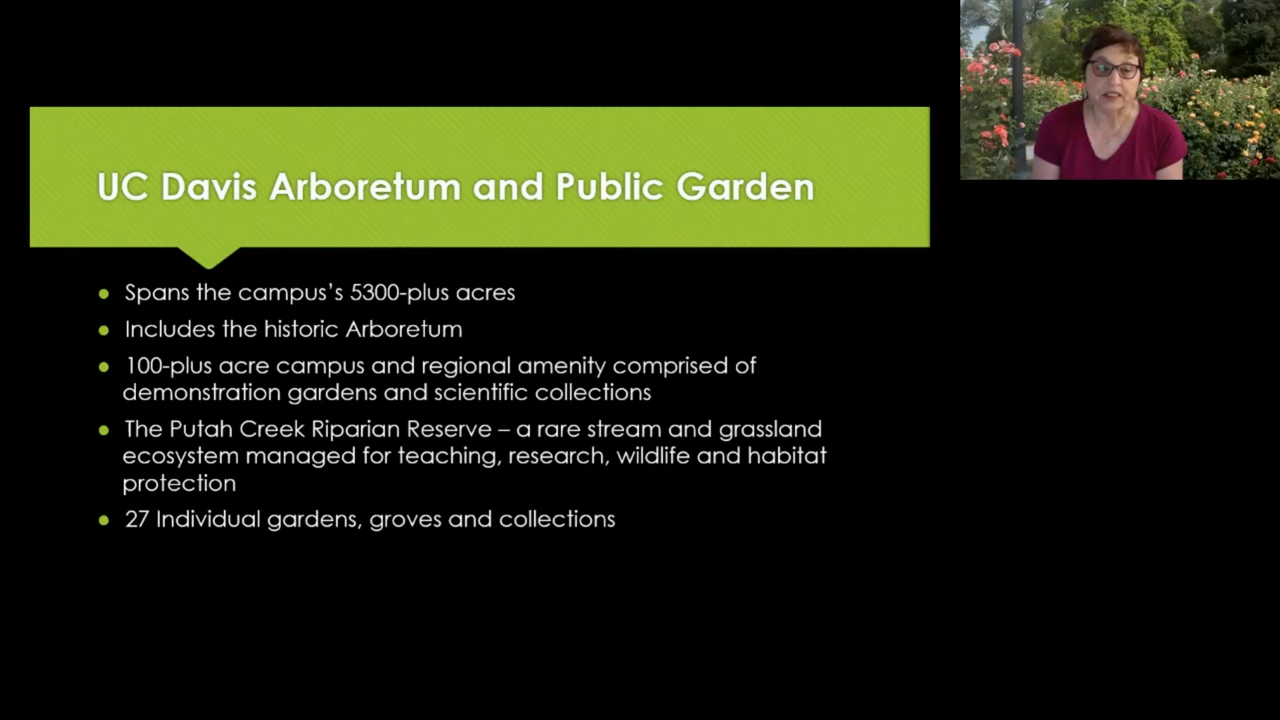 UC Davis Arboretum and Public Garden
• Spans the campus’s 5300-plus acres
• Includes the historic Arboretum
• 100-plus acre campus and regional amenity comprised of
demonstration gardens and scientific collections
• The Putah Creek Riparian Reserve – a rare stream and grassland
ecosystem managed for teaching, research, wildlife and habitat
protection
• 27 Individual gardens, groves and collections